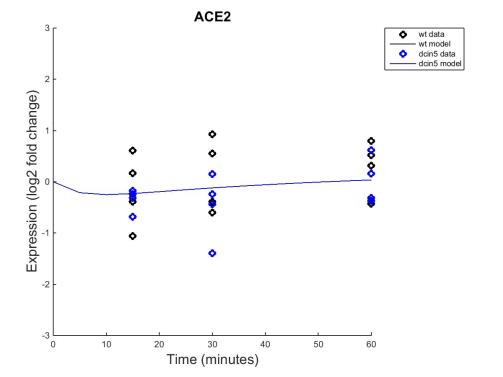 ACE2
wt data
wt model
dcin5 data
dcin5 model
3
2
1
0
-1
-2
-3
Expression (log2 fold change)
0 10 20 30 40 50 60
Time (minutes)